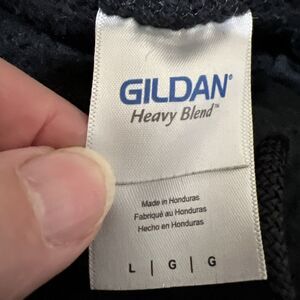 GILDAN®
Heavy Blend™
Made in Honduras
Fabriqué au Honduras
Hecho en Honduras
L | G | G